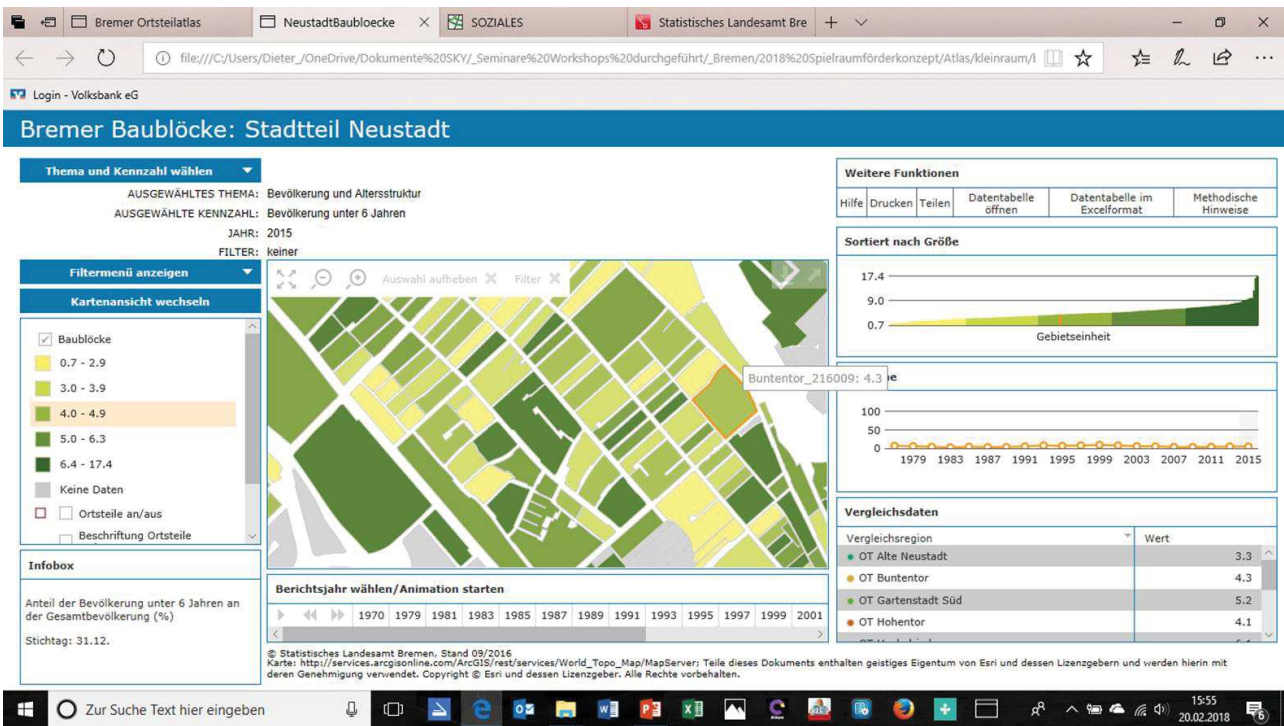 Bremer Ortsteilatlas
NeustadtBaubloecke
SOZIALES
Statistisches Landesamt Bre
file:///C:/Users/Dieter_/OneDrive/Dokumente%20SKY/_Seminare%20Workshops%20durchgeführt/_Bremen/2018%20Spielraumförderkonzept/Atlas/kleinraum/
Login - Volksbank eG
Bremer Baublöcke: Stadtteil Neustadt
Thema und Kennzahl wählen
AUSGEWÄHLTES THEMA: Bevölkerung und Altersstruktur
AUSGEWÄHLTE KENNZAHL: Bevölkerung unter 6 Jahren
JAHR: 2015
FILTER: keiner
Filtermenü anzeigen
Kartenansicht wechseln
Baublöcke
0.7 - 2.9
3.0 - 3.9
4.0 - 4.9
5.0 - 6.3
6.4 - 17.4
Keine Daten
Ortsteile an/aus
Beschriftung Ortsteile
Infobox
Anteil der Bevölkerung unter 6 Jahren an
der Gesamtbevölkerung (%)
Stichtag: 31.12.
Auswahl aufheben Filter
Buntentor_216009: 4.3
Berichtsjahr wählen/Animation starten
1970 1979 1981 1983 1985 1987 1989 1991 1993 1995 1997 1999 2001
Weitere Funktionen
Hilfe Drucken Teilen Datentabelle öffnen Datentabelle im Excelformat Methodische Hinweise
Sortiert nach Größe
17.4
9.0
0.7
Gebietseinheit
100
50
0
1979 1983 1987 1991 1995 1999 2003 2007 2011 2015
Vergleichsdaten
Vergleichsregion Wert
OT Alte Neustadt 3.3
OT Buntentor 4.3
OT Gartenstadt Süd 5.2
OT Hohentor 4.1
© Statistisches Landesamt Bremen, Stand 09/2016
Karte: http://services.arcgisonline.com/ArcGIS/rest/services/World_Topo_Map/MapServer; Teile dieses Dokuments enthalten geistiges Eigentum von Esri und dessen Lizenzgebern und werden hierin mit
deren Genehmigung verwendet. Copyright © Esri und dessen Lizenzgeber. Alle Rechte vorbehalten.
Zur Suche Text hier eingeben
15:55
20.02.2018